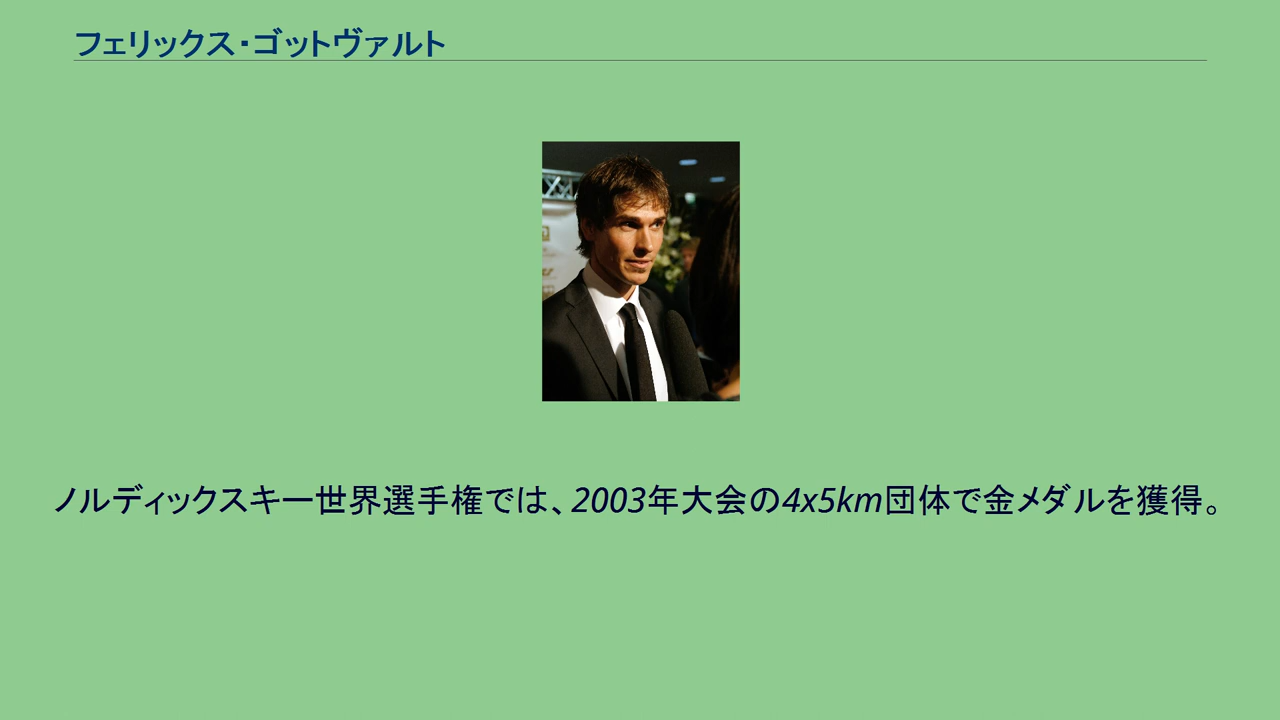 フェリックス・ゴットヴァルト
ノルディックスキー世界選手権では、2003年大会の4x5km団体で金メダルを獲得。